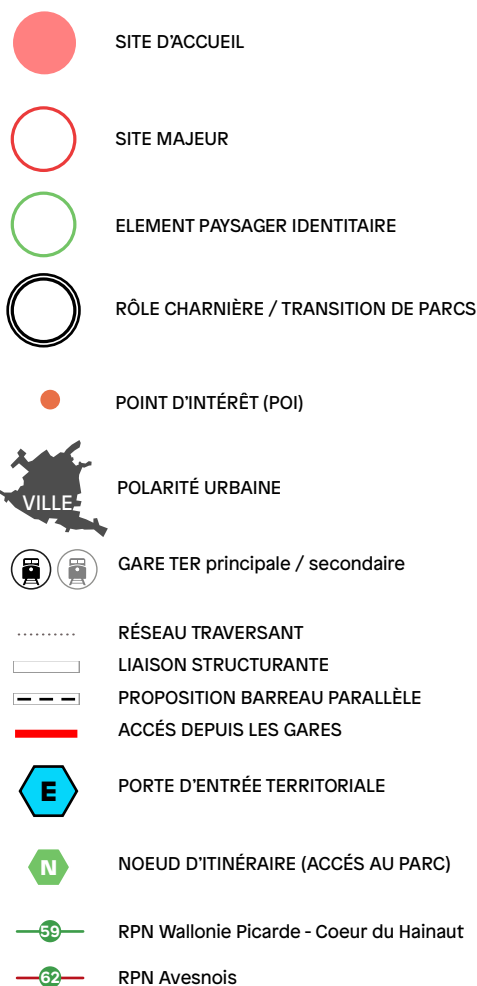 SITE D'ACCUEIL
SITE MAJEUR
ELEMENT PAYSAGER IDENTITAIRE
RÔLE CHARNIÈRE / TRANSITION DE PARCS
POINT D'INTÉRÊT (POI)
VILLE POLARITÉ URBAINE
GARE TER principale / secondaire
RÉSEAU TRAVERSANT
LIAISON STRUCTURANTE
PROPOSITION BARREAU PARALLÈLE
ACCÉS DEPUIS LES GARES
E PORTE D'ENTRÉE TERRITORIALE
N NOEUD D'ITINÉRAIRE (ACCÉS AU PARC)
59 RPN Wallonie Picarde - Coeur du Hainaut
62 RPN Avesnois